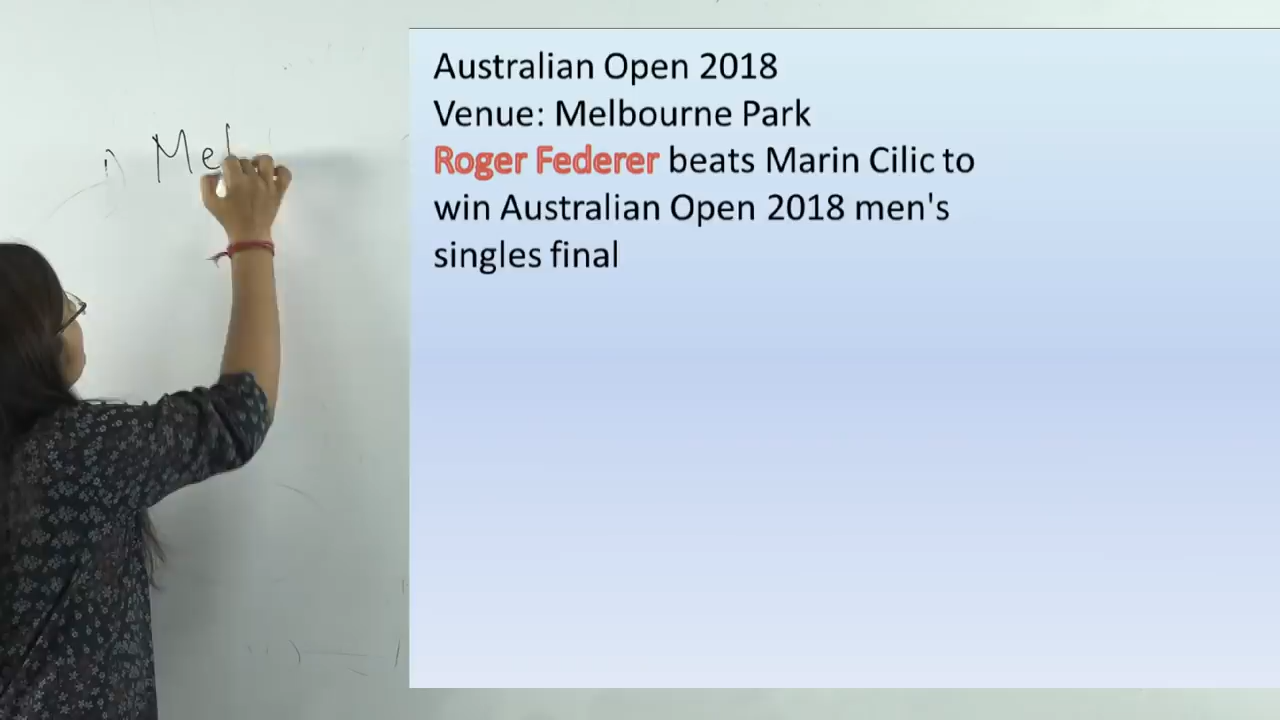 1) Mel
Australian Open 2018
Venue: Melbourne Park
Roger Federer beats Marin Cilic to
win Australian Open 2018 men's
singles final